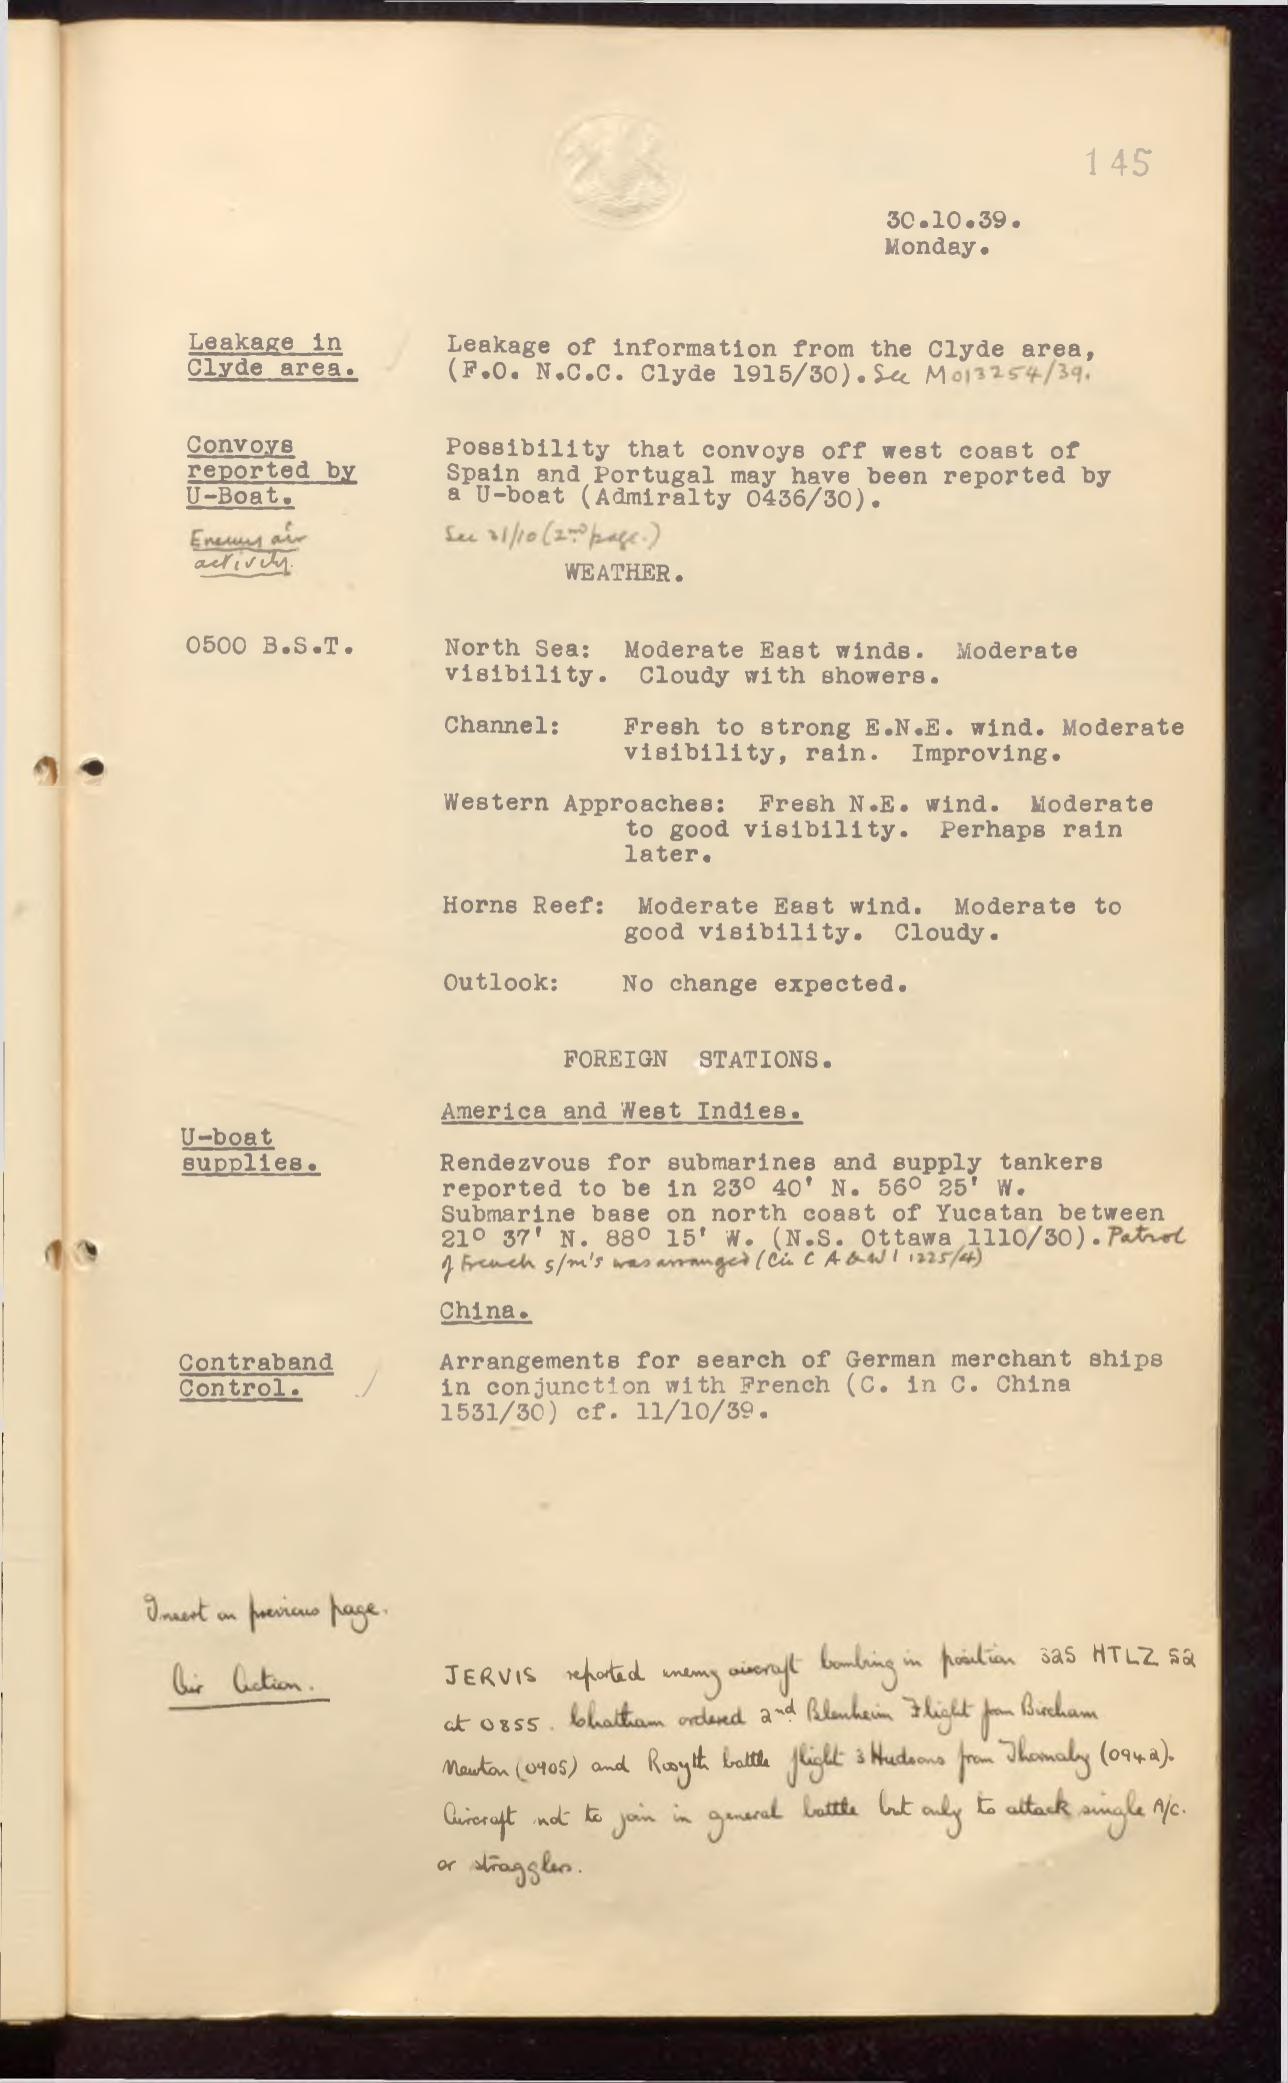 145
30.10.39.
Monday.
Leakage in
Clyde area.
Leakage of information from the Clyde area,
(F.O. N.C.C. Clyde 1915/30). See M013254/39.
Convoys
reported by
U-Boat.
Possibility that convoys off west coast of
Spain and Portugal may have been reported by
a U-boat (Admiralty 0436/30).
Enemy air
activity.
See 31/10 (2nd page.)
WEATHER.
0500 B.S.T.
North Sea: Moderate East winds. Moderate
visibility. Cloudy with showers.
Channel: Fresh to strong E.N.E. wind. Moderate
visibility, rain. Improving.
Western Approaches: Fresh N.E. wind. Moderate
to good visibility. Perhaps rain
later.
Horns Reef: Moderate East wind. Moderate to
good visibility. Cloudy.
Outlook: No change expected.
FOREIGN STATIONS.
America and West Indies.
U-boat
supplies.
Rendezvous for submarines and supply tankers
reported to be in 23° 40' N. 56° 25' W.
Submarine base on north coast of Yucatan between
21° 37' N. 88° 15' W. (N.S. Ottawa 1110/30). Patrol
of French s/m's was arranged (C in C A & W I 1225/4)
China.
Contraband
Control.
Arrangements for search of German merchant ships
in conjunction with French (C. in C. China
1531/30) cf. 11/10/39.
Insert on previous page.
Air Action.
JERVIS reported enemy aircraft bombing in position 325 HTLZ 52
at 0855. Chatham ordered 2nd Blenheim Flight from Bircham
Newton (0905) and Rosyth battle flight 3 Hudsons from Thornaby (0942).
Aircraft not to join in general battle but only to attack single A/c.
or stragglers.